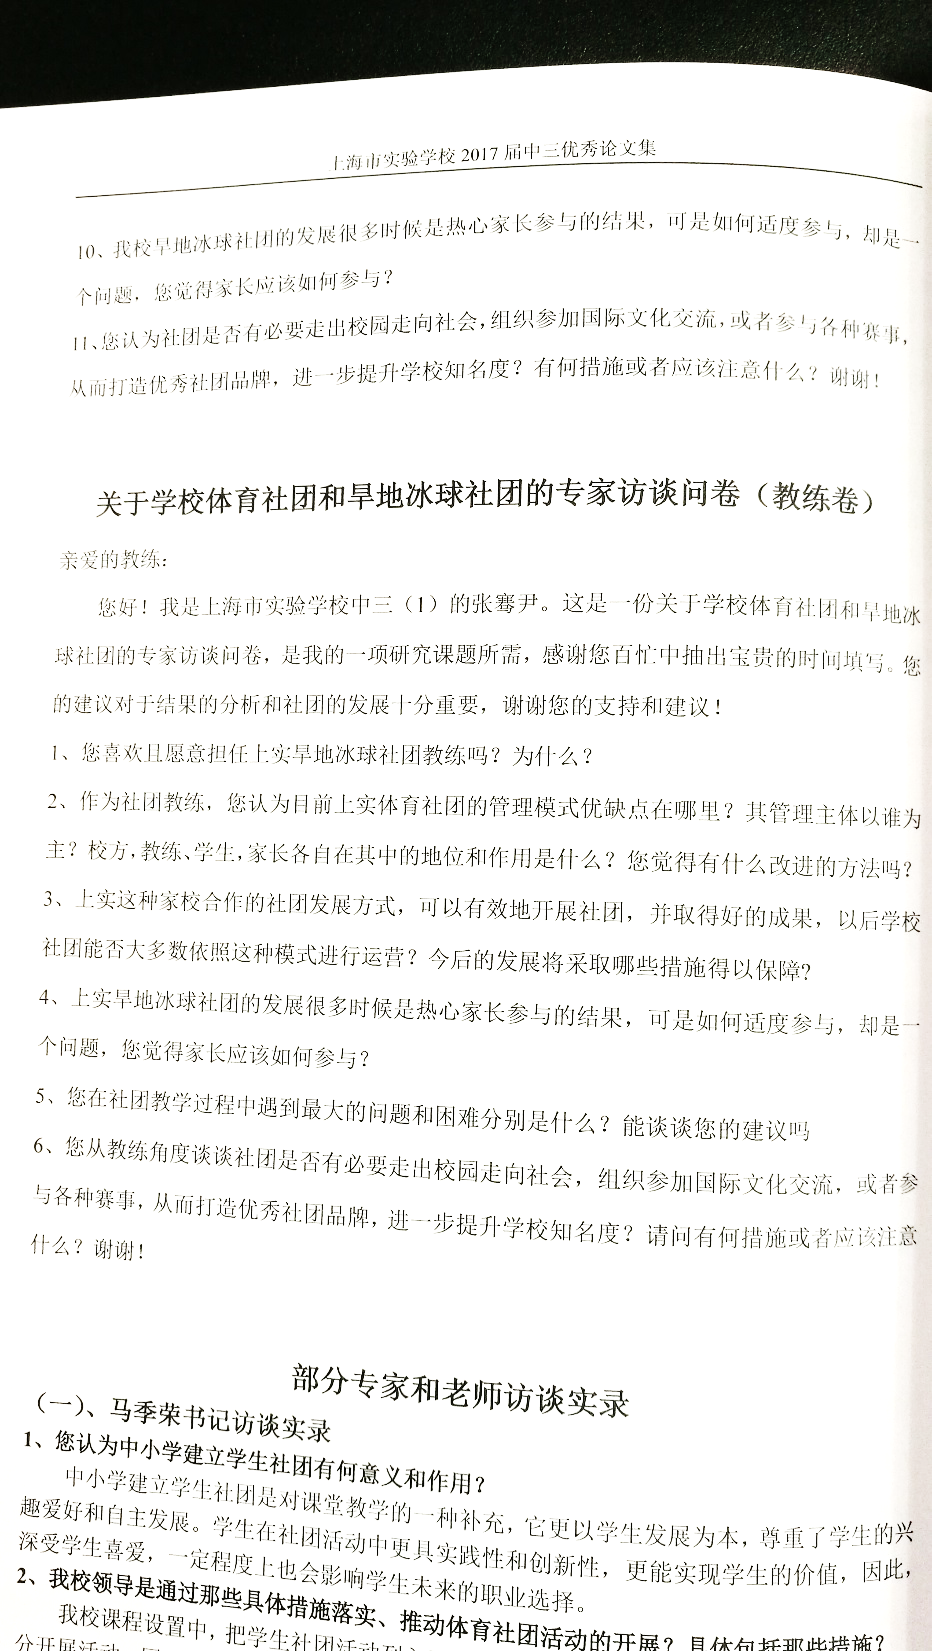 上海市实验学校 2017 届中三优秀论文集
10、我校旱地冰球社团的发展很多时候是热心家长参与的结果，可是如何适度参与，却是一
个问题，您觉得家长应该如何参与？
11、您认为社团是否有必要走出校园走向社会，组织参加国际文化交流，或者参与各种赛事，
从而打造优秀社团品牌，进一步提升学校知名度？有何措施或者应该注意什么？谢谢！
关于学校体育社团和旱地冰球社团的专家访谈问卷（教练卷）
亲爱的教练：
您好！我是上海市实验学校中三（1）的张骞尹。这是一份关于学校体育社团和旱地冰
球社团的专家访谈问卷，是我的一项研究课题所需，感谢您百忙中抽出宝贵的时间填写。您
的建议对于结果的分析和社团的发展十分重要，谢谢您的支持和建议！
1、您喜欢且愿意担任上实旱地冰球社团教练吗？为什么？
2、作为社团教练，您认为目前上实体育社团的管理模式优缺点在哪里？其管理主体以谁为
主？校方，教练、学生，家长各自在其中的地位和作用是什么？您觉得有什么改进的方法吗？
3、上实这种家校合作的社团发展方式，可以有效地开展社团，并取得好的成果，以后学校
社团能否大多数依照这种模式进行运营？今后的发展将采取哪些措施得以保障?
4、上实旱地冰球社团的发展很多时候是热心家长参与的结果，可是如何适度参与，却是一
个问题，您觉得家长应该如何参与？
5、您在社团教学过程中遇到最大的问题和困难分别是什么？能谈谈您的建议吗
6、您从教练角度谈谈社团是否有必要走出校园走向社会，组织参加国际文化交流，或者参
与各种赛事，从而打造优秀社团品牌，进一步提升学校知名度？请问有何措施或者应该注意
什么？谢谢！
部分专家和老师访谈实录
（一）、马季荣书记访谈实录
1、您认为中小学建立学生社团有何意义和作用？
中小学建立学生社团是对课堂教学的一种补充，它更以学生发展为本，尊重了学生的兴
趣爱好和自主发展。学生在社团活动中更具实践性和创新性，更能实现学生的价值，因此，
深受学生喜爱，一定程度上也会影响学生未来的职业选择。
2、我校领导是通过那些具体措施落实、推动体育社团活动的开展？具体包括那些措施？
我校课程设置中，把学生社团活动列
分开展活动